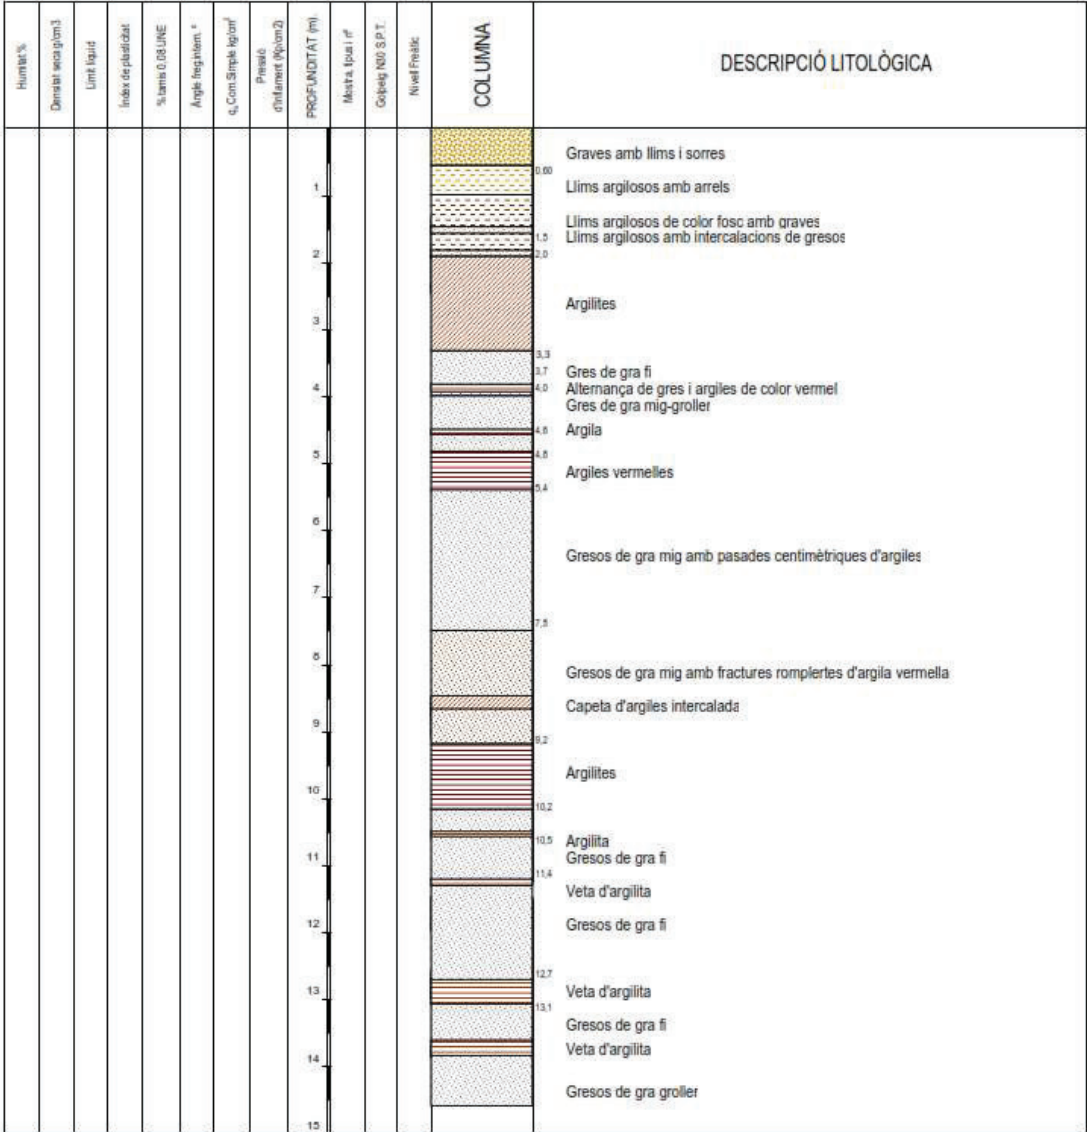 Humitat %
Densitat seca g/cm3
Limit líquid
Índex de plasticitat
% tamis 0,08 UNE
Angle freg.intern. º
qᵤ Com.Simple kg/cm²
Pressió d'inflament (Kp/cm2)
PROFUNDITAT (m)
Mostra, tipus i nº
Golpeig N30 S.P.T.
Nivell Freàtic
COLUMNA
DESCRIPCIÓ LITOLÒGICA
Graves amb llims i sorres
0,60
1
Llims argilosos amb arrels
Llims argilosos de color fosc amb graves
1,5
Llims argilosos amb intercalacions de gresos
2
2,0
Argilites
3
3,3
3,7
Gres de gra fi
4
4,0
Alternança de gres i argiles de color vermel
Gres de gra mig-groller
4,6
Argila
5
4,8
Argiles vermelles
5,4
6
Gresos de gra mig amb pasades centimètriques d'argiles
7
7,5
8
Gresos de gra mig amb fractures romplertes d'argila vermella
Capeta d'argiles intercalada
9
9,2
Argilites
10
10,2
10,5
Argilita
11
Gresos de gra fi
11,4
Veta d'argilita
12
Gresos de gra fi
12,7
13
Veta d'argilita
13,1
Gresos de gra fi
Veta d'argilita
14
Gresos de gra groller
15